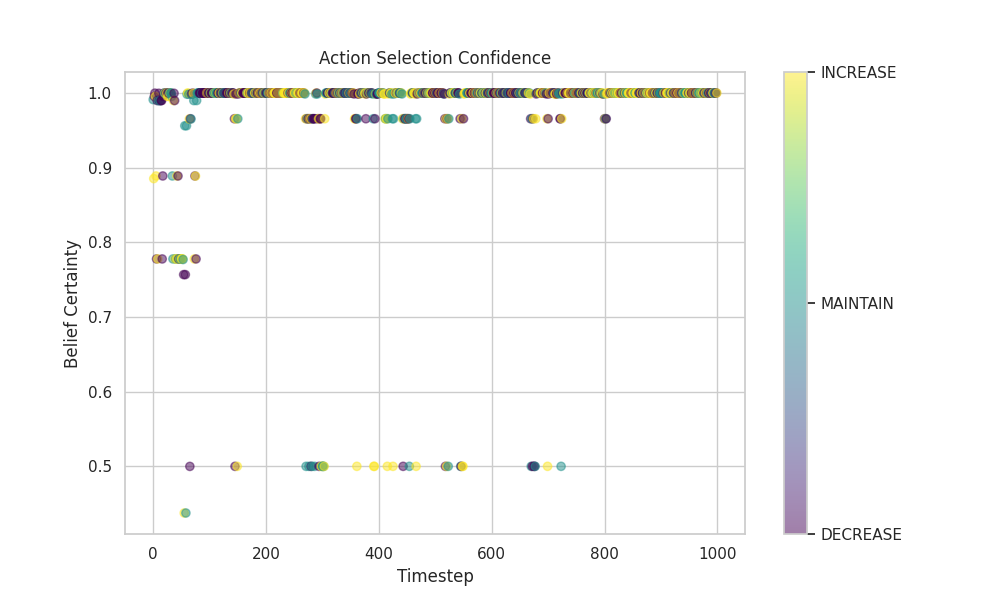 Action Selection Confidence
INCREASE
MAINTAIN
DECREASE
Belief Certainty
1.0
0.9
0.8
0.7
0.6
0.5
0
200
400
600
800
1000
Timestep